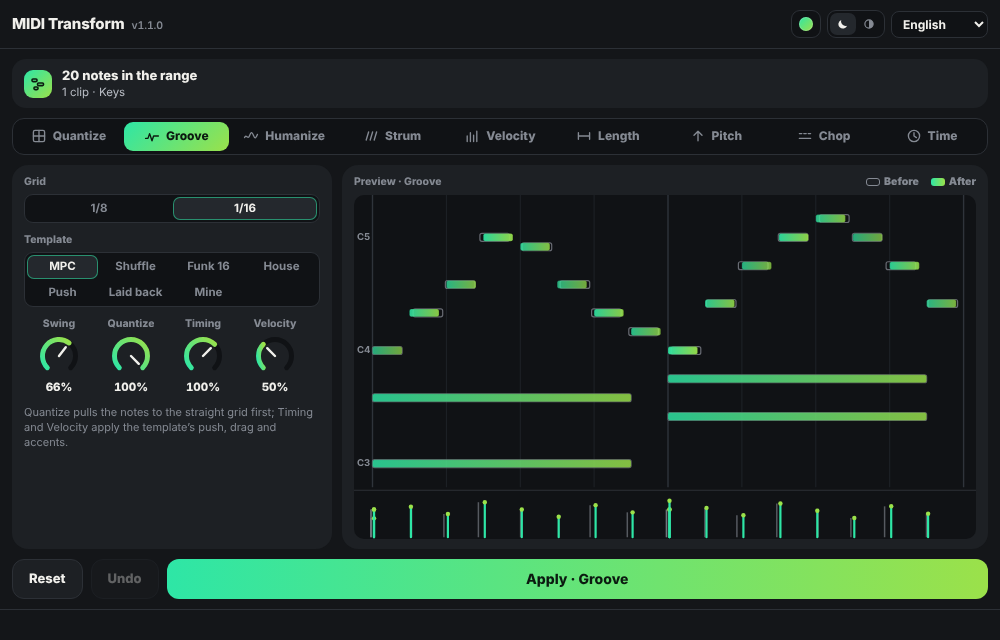 MIDI Transform v1.1.0
English
20 notes in the range
1 clip · Keys
Quantize
Groove
Humanize
Strum
Velocity
Length
Pitch
Chop
Time
Grid
1/8
1/16
Template
MPC
Shuffle
Funk 16
House
Push
Laid back
Mine
Swing
Quantize
Timing
Velocity
66%
100%
100%
50%
Quantize pulls the notes to the straight grid first; Timing
and Velocity apply the template's push, drag and
accents.
Preview · Groove
Before
After
C5
C4
C3
Reset
Undo
Apply · Groove